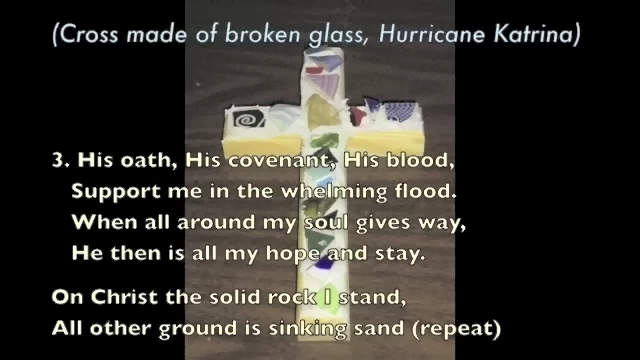 (Cross made of broken glass, Hurricane Katrina)
3. His oath, His covenant, His blood,
Support me in the whelming flood.
When all around my soul gives way,
He then is all my hope and stay.
On Christ the solid rock I stand,
All other ground is sinking sand (repeat)